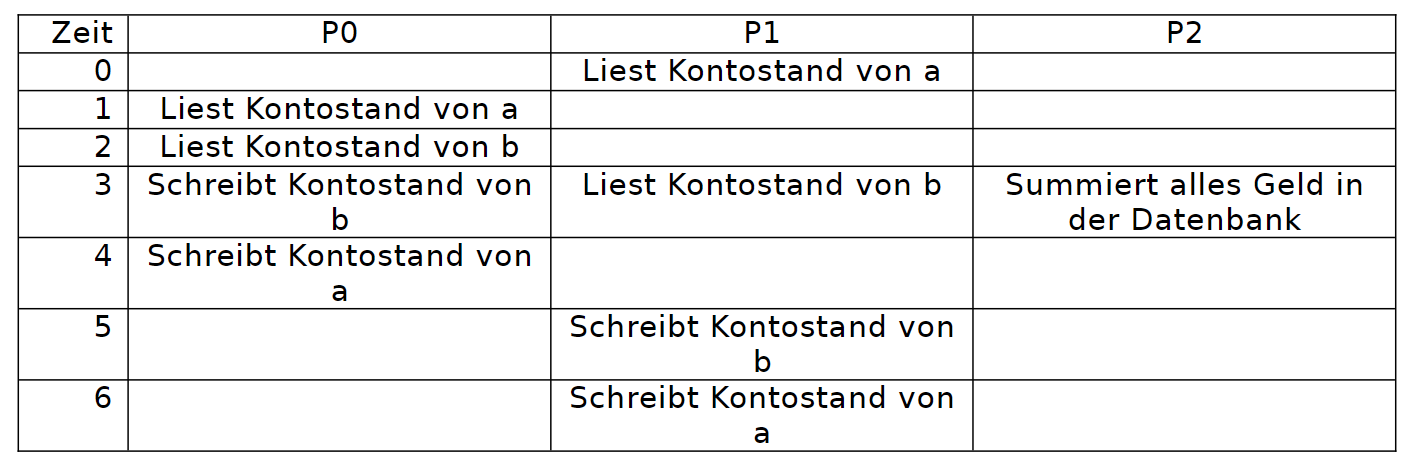 Zeit P0 P1 P2
0 Liest Kontostand von a
1 Liest Kontostand von a
2 Liest Kontostand von b
3 Schreibt Kontostand von Liest Kontostand von b Summiert alles Geld in
b der Datenbank
4 Schreibt Kontostand von
a
5 Schreibt Kontostand von
b
6 Schreibt Kontostand von
a